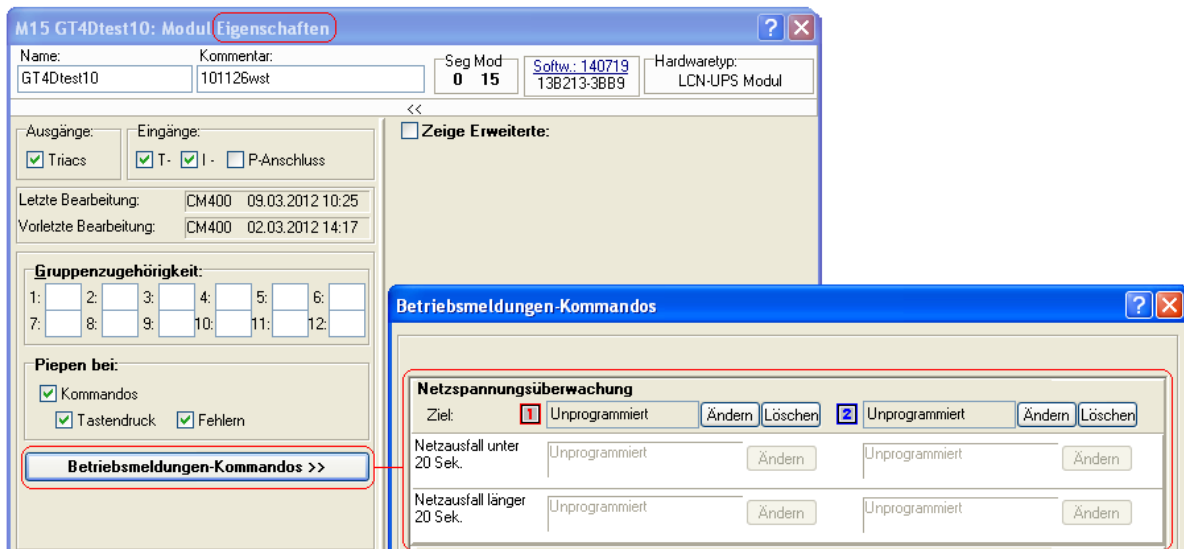 M15 GT4Dtest10: Modul Eigenschaften
Name: Kommentar:
GT4Dtest10 101126wst
Seg Mod
0 15
Softw.: 140719
13B213-3BB9
Hardwaretyp:
LCN-UPS Modul
<<
Ausgänge: Eingänge:
Triacs T- I - P-Anschluss
Zeige Erweiterte:
Letzte Bearbeitung: CM400 09.03.2012 10:25
Vorletzte Bearbeitung: CM400 02.03.2012 14:17
Gruppenzugehörigkeit:
1: 2: 3: 4: 5: 6:
7: 8: 9: 10: 11: 12:
Piepen bei:
Kommandos
Tastendruck Fehlern
Betriebsmeldungen-Kommandos >>
Betriebsmeldungen-Kommandos
Netzspannungsüberwachung
Ziel: 1 Unprogrammiert Ändern Löschen 2 Unprogrammiert Ändern Löschen
Netzausfall unter
20 Sek. Unprogrammiert Ändern Unprogrammiert Ändern
Netzausfall länger
20 Sek. Unprogrammiert Ändern Unprogrammiert Ändern